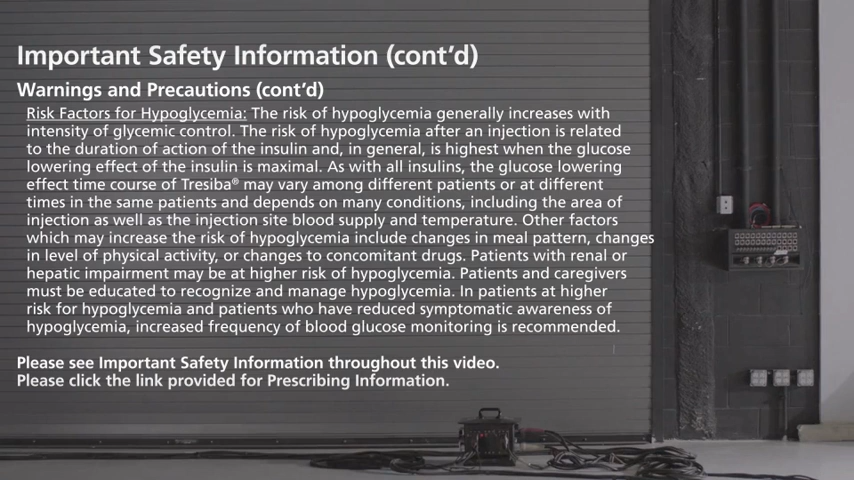 Important Safety Information (cont’d)
Warnings and Precautions (cont’d)
Risk Factors for Hypoglycemia: The risk of hypoglycemia generally increases with
intensity of glycemic control. The risk of hypoglycemia after an injection is related
to the duration of action of the insulin and, in general, is highest when the glucose
lowering effect of the insulin is maximal. As with all insulins, the glucose lowering
effect time course of Tresiba® may vary among different patients or at different
times in the same patients and depends on many conditions, including the area of
injection as well as the injection site blood supply and temperature. Other factors
which may increase the risk of hypoglycemia include changes in meal pattern, changes
in level of physical activity, or changes to concomitant drugs. Patients with renal or
hepatic impairment may be at higher risk of hypoglycemia. Patients and caregivers
must be educated to recognize and manage hypoglycemia. In patients at higher
risk for hypoglycemia and patients who have reduced symptomatic awareness of
hypoglycemia, increased frequency of blood glucose monitoring is recommended.
Please see Important Safety Information throughout this video.
Please click the link provided for Prescribing Information.